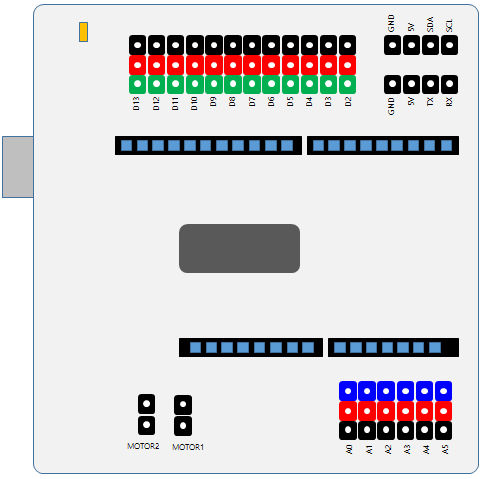 GND 5V SDA SCL
D13 D12 D11 D10 D9 D8 D7 D6 D5 D4 D3 D2
GND 5V TX RX
MOTOR2 MOTOR1
A0 A1 A2 A3 A4 A5